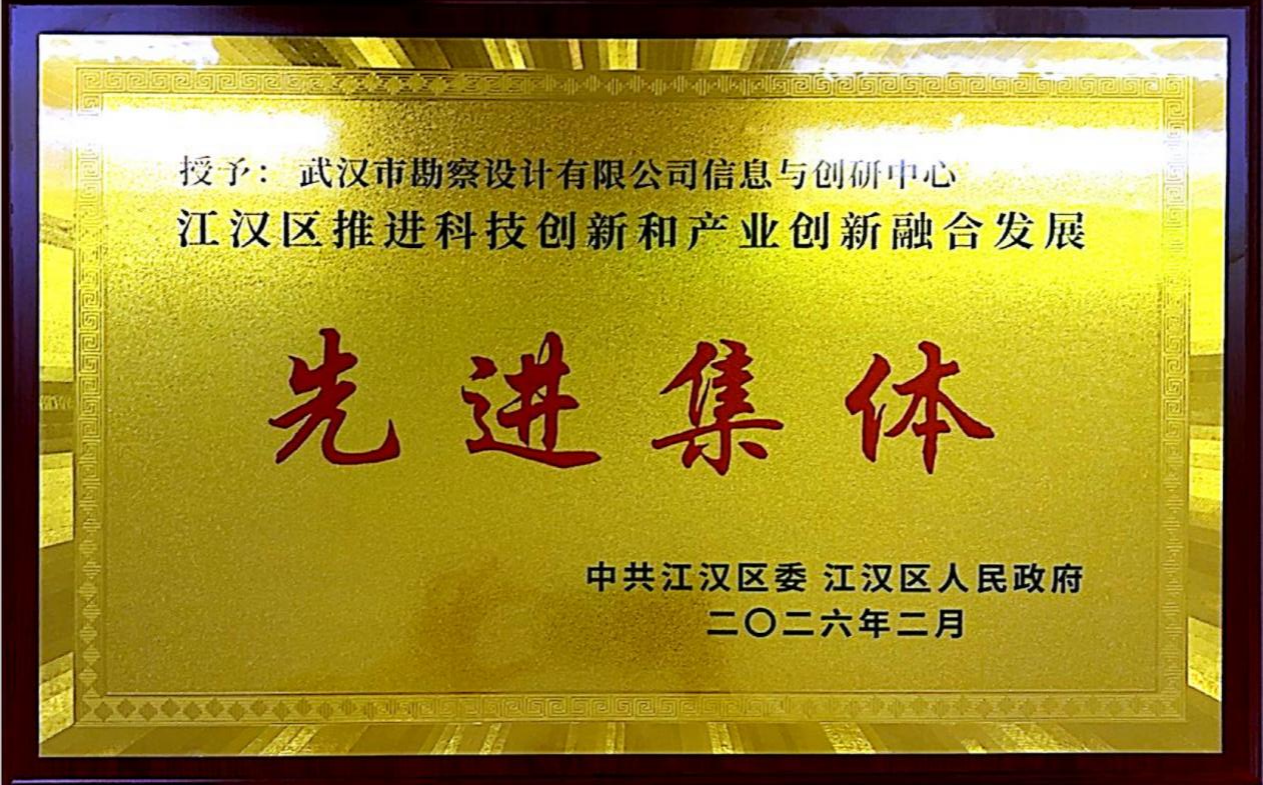 授予：武汉市勘察设计有限公司信息与创研中心
江汉区推进科技创新和产业创新融合发展
先进集体
中共江汉区委 江汉区人民政府
二〇二六年二月